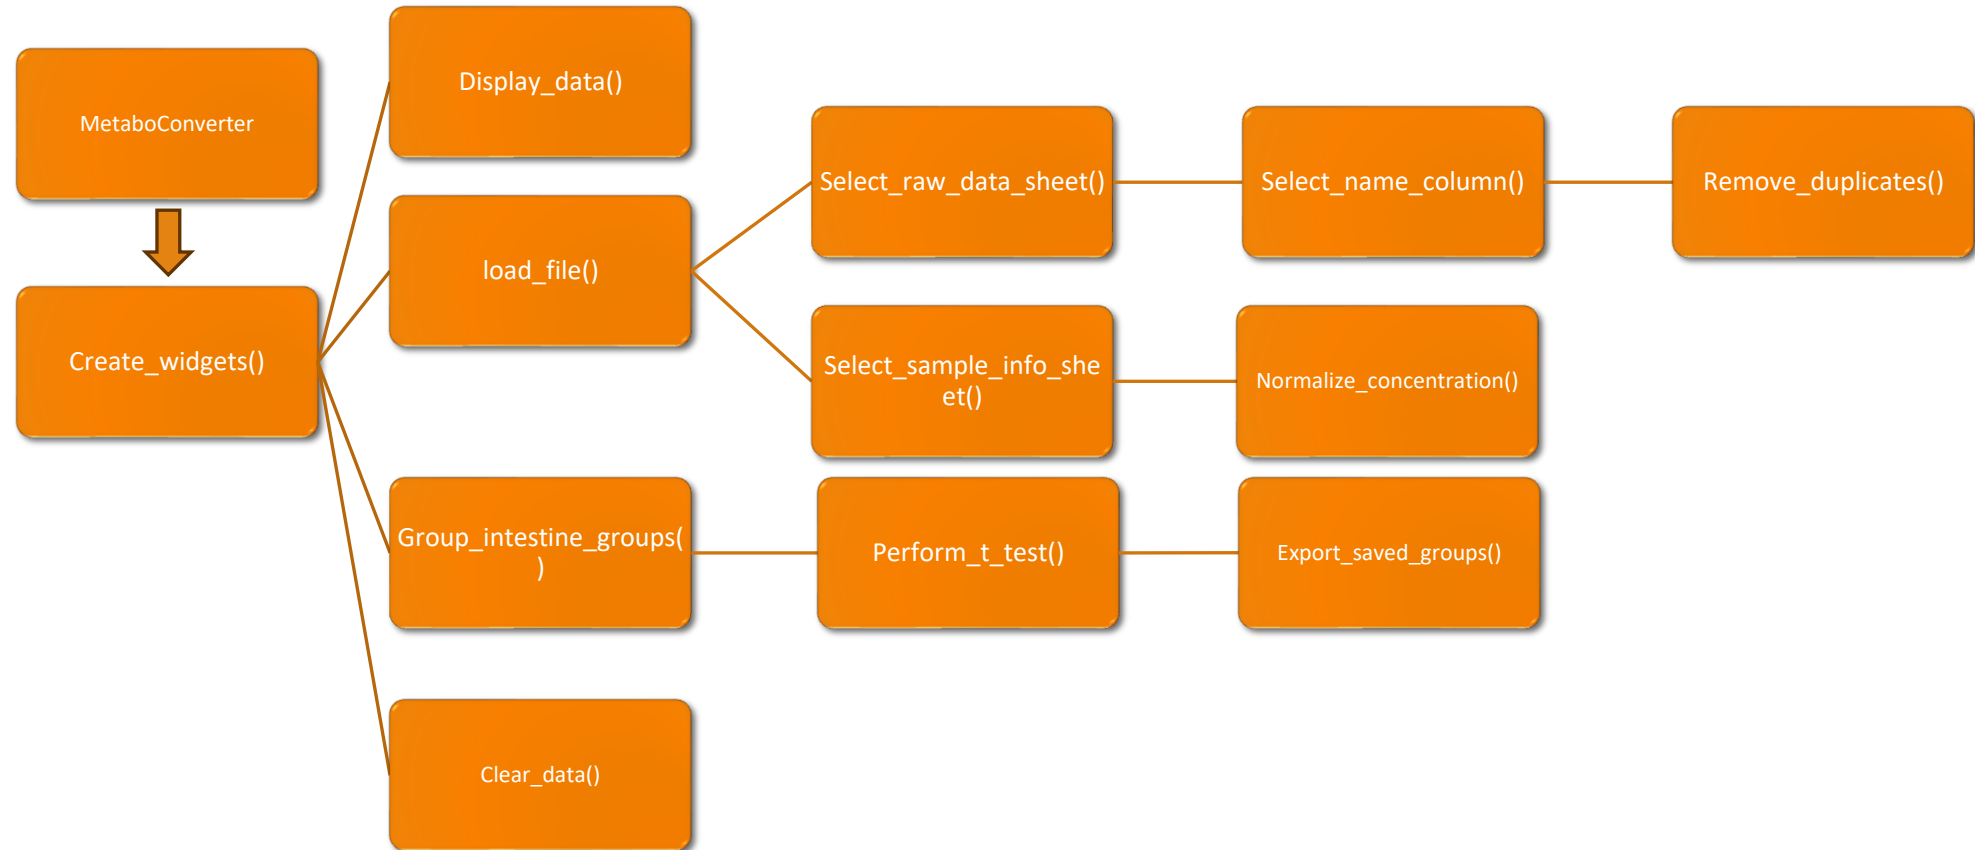 MetaboConverter
Create_widgets()
Display_data()
load_file()
Select_raw_data_sheet()
Select_name_column()
Remove_duplicates()
Select_sample_info_she
et()
Normalize_concentration()
Group_intestine_groups(
)
Perform_t_test()
Export_saved_groups()
Clear_data()